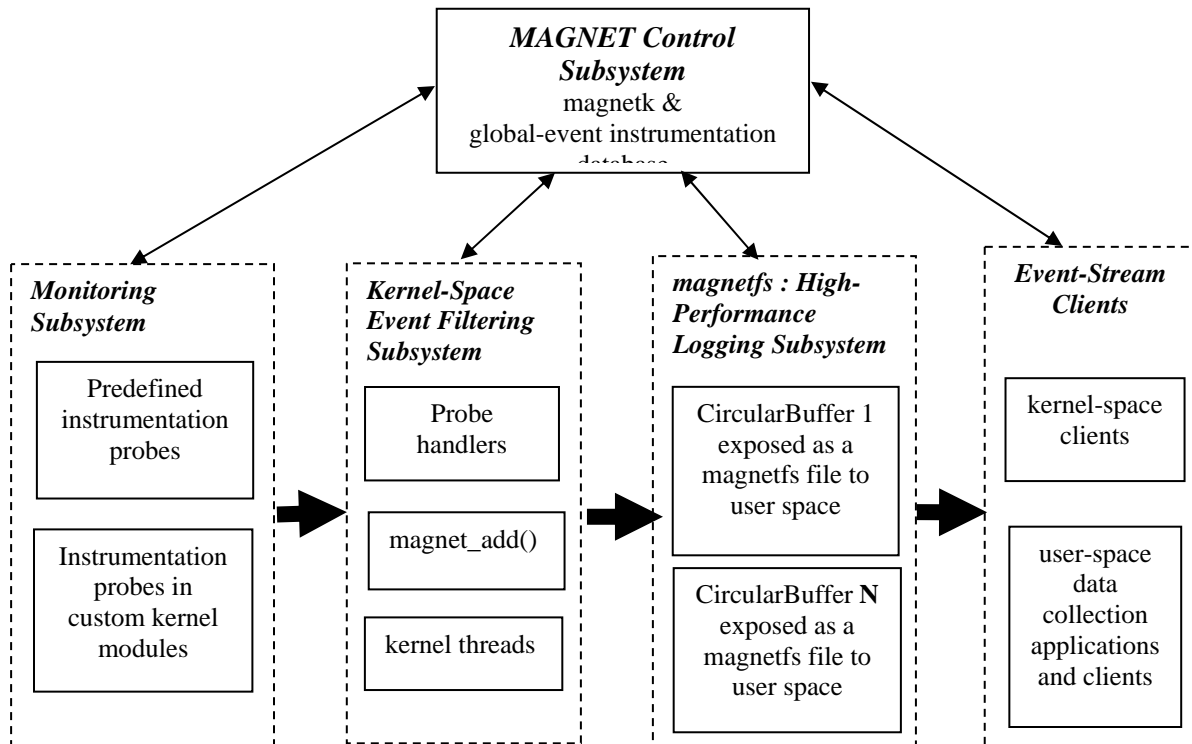 MAGNET Control
Subsystem
magnetk &
global-event instrumentation
database
Monitoring
Subsystem
Predefined
instrumentation
probes
Instrumentation
probes in
custom kernel
modules
Kernel-Space
Event Filtering
Subsystem
Probe
handlers
magnet_add()
kernel threads
magnetfs : High-
Performance
Logging Subsystem
CircularBuffer 1
exposed as a
magnetfs file to
user space
CircularBuffer N
exposed as a
magnetfs file to
user space
Event-Stream
Clients
kernel-space
clients
user-space
data
collection
applications
and clients